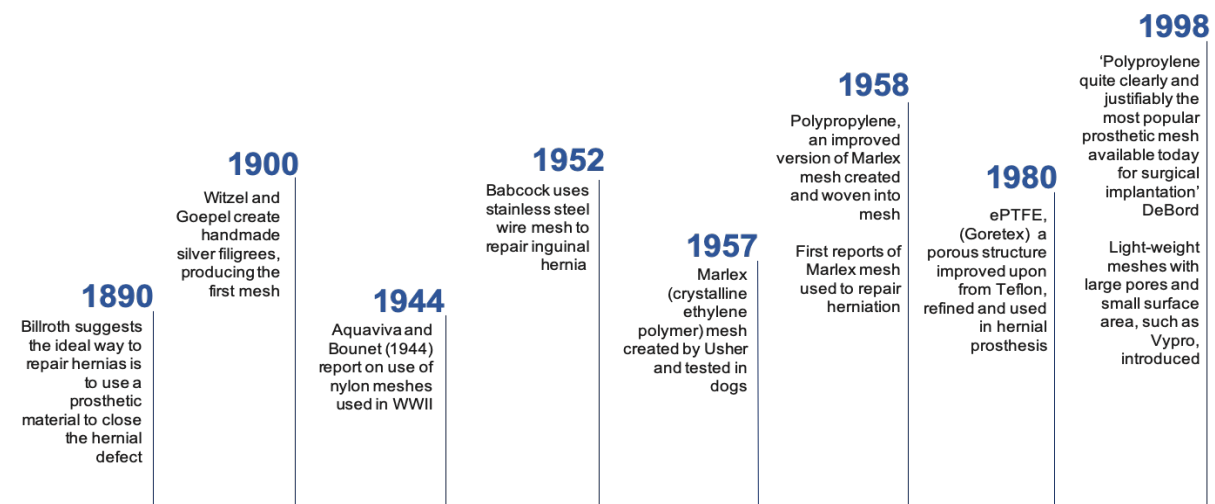 1890
Billroth suggests
the ideal way to
repair hernias is
to use a
prosthetic
material to close
the hernial
defect
1900
Witzel and
Goepel create
handmade
silver filigrees,
producing the
first mesh
1944
Aquaviva and
Bounet (1944)
report on use of
nylon meshes
used in WWII
1952
Babcock uses
stainless steel
wire mesh to
repair inguinal
hernia
1957
Marlex
(crystalline
ethylene
polymer) mesh
created by Usher
and tested in
dogs
1958
Polypropylene,
an improved
version of Marlex
mesh created
and woven into
mesh
First reports of
Marlex mesh
used to repair
herniation
1980
ePTFE,
(Goretex) a
porous structure
improved upon
from Teflon,
refined and used
in hernial
prosthesis
1998
‘Polyproylene
quite clearly and
justifiably the
most popular
prosthetic mesh
available today
for surgical
implantation’
DeBord
Light-weight
meshes with
large pores and
small surface
area, such as
Vypro,
introduced